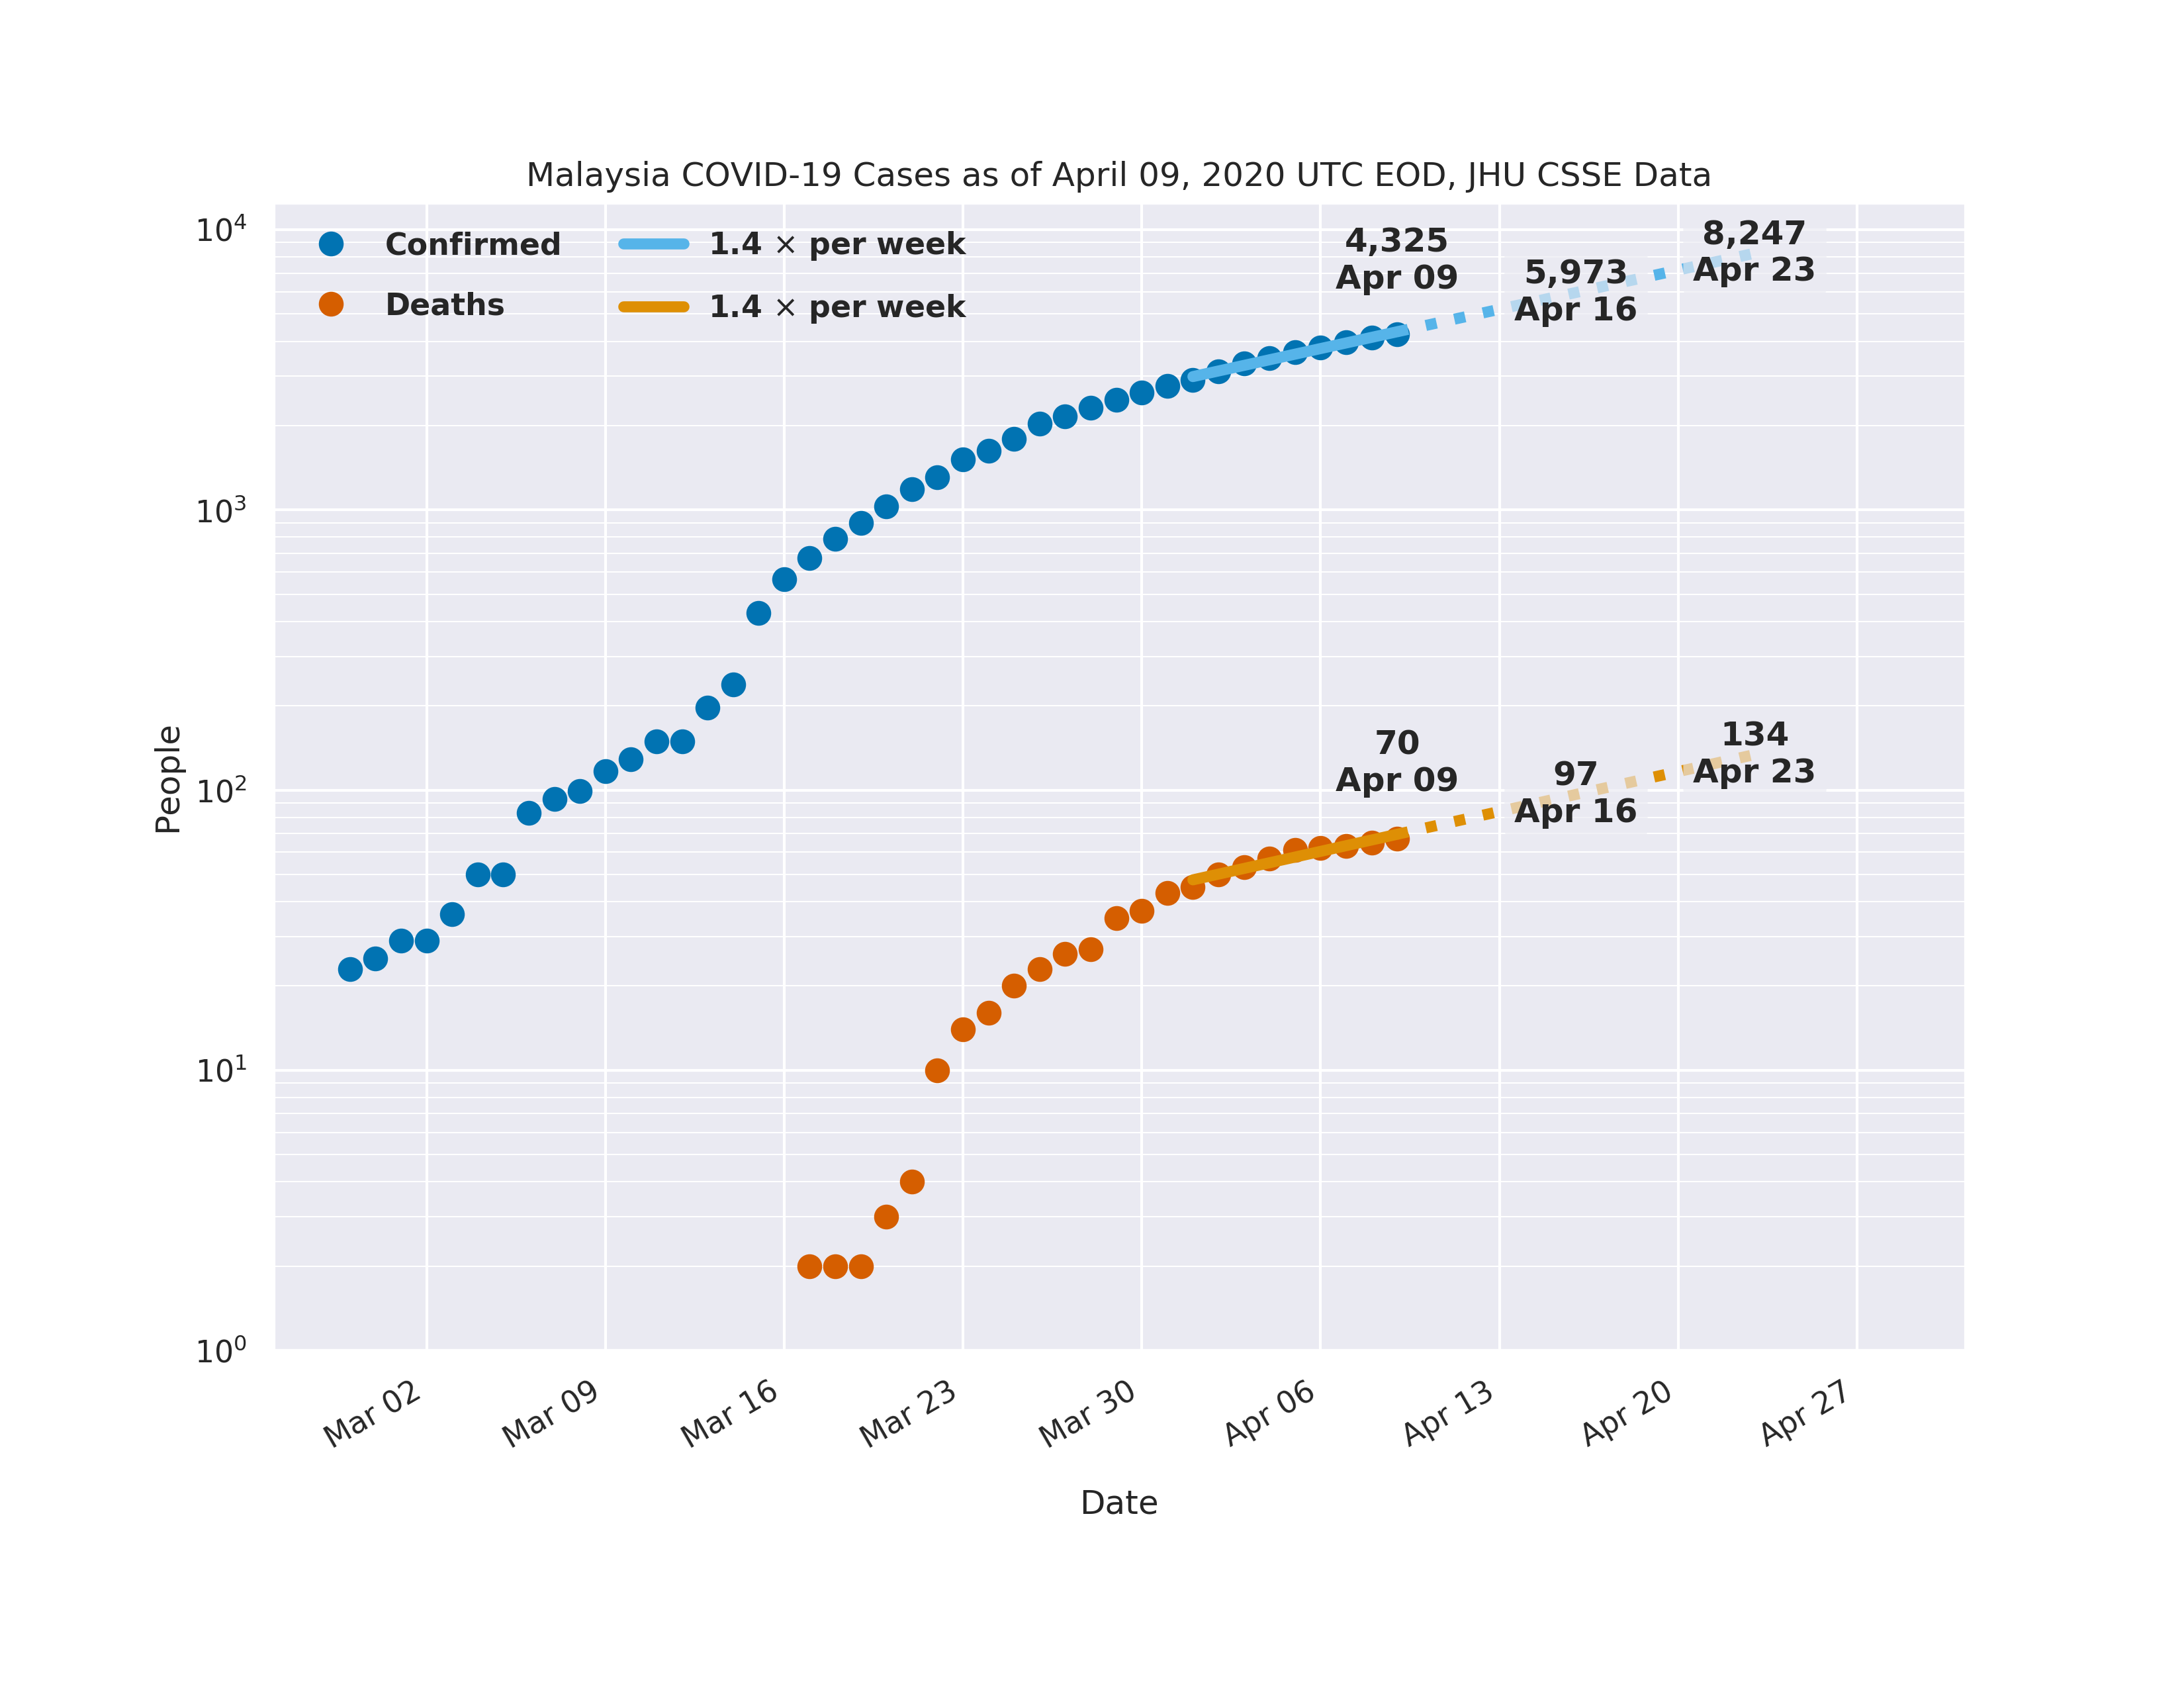 Malaysia COVID-19 Cases as of April 09, 2020 UTC EOD, JHU CSSE Data
Confirmed
Deaths
1.4 × per week
1.4 × per week
4,325
Apr 09
5,973
Apr 16
8,247
Apr 23
70
Apr 09
97
Apr 16
134
Apr 23
People
10⁴
10³
10²
10¹
10⁰
Mar 02
Mar 09
Mar 16
Mar 23
Mar 30
Apr 06
Apr 13
Apr 20
Apr 27
Date